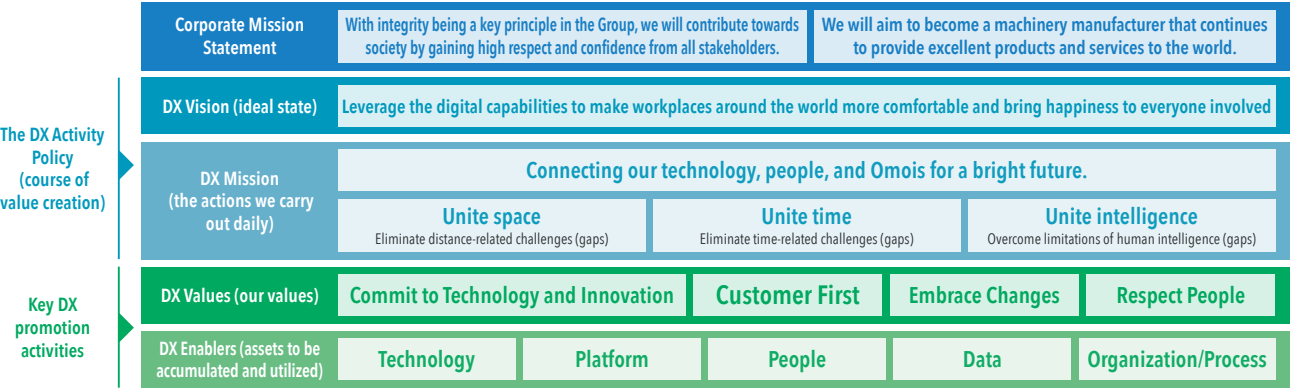 Corporate Mission
Statement
With integrity being a key principle in the Group, we will contribute towards
society by gaining high respect and confidence from all stakeholders.
We will aim to become a machinery manufacturer that continues
to provide excellent products and services to the world.
The DX Activity
Policy
(course of
value creation)
DX Vision (ideal state)
Leverage the digital capabilities to make workplaces around the world more comfortable and bring happiness to everyone involved
DX Mission
(the actions we carry
out daily)
Connecting our technology, people, and Omois for a bright future.
Unite space
Eliminate distance-related challenges (gaps)
Unite time
Eliminate time-related challenges (gaps)
Unite intelligence
Overcome limitations of human intelligence (gaps)
Key DX
promotion
activities
DX Values (our values)
Commit to Technology and Innovation
Customer First
Embrace Changes
Respect People
DX Enablers (assets to be
accumulated and utilized)
Technology
Platform
People
Data
Organization/Process